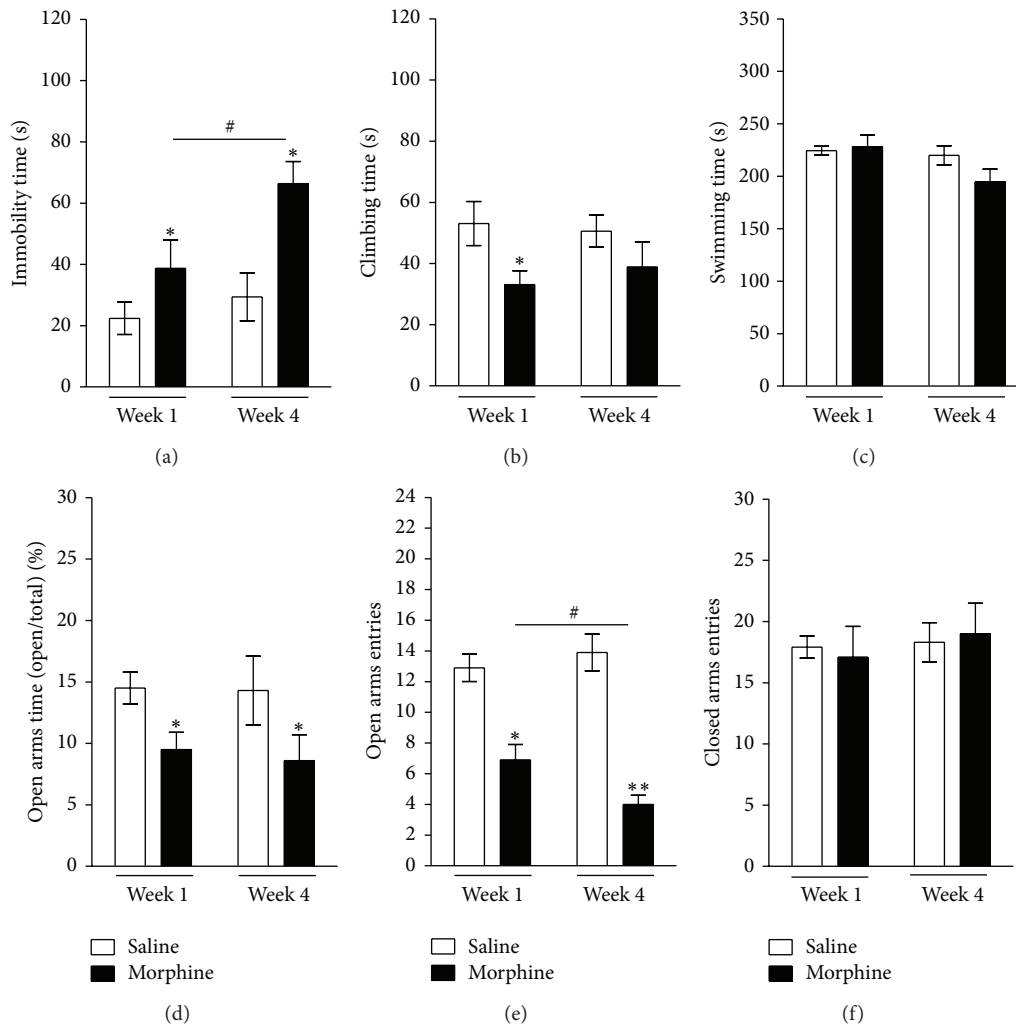 Immobility time (s)
120
100
80
60
40
20
0
#
*
*
Week 1 Week 4
(a)
Climbing time (s)
120
100
80
60
40
20
0
*
Week 1 Week 4
(b)
Swimming time (s)
350
300
250
200
150
100
50
0
Week 1 Week 4
(c)
Open arms time (open/total) (%)
30
25
20
15
10
5
0
*
*
Week 1 Week 4
Saline
Morphine
(d)
Open arms entries
24
22
20
18
16
14
12
10
8
6
4
2
0
#
*
**
Week 1 Week 4
Saline
Morphine
(e)
Closed arms entries
30
25
20
15
10
5
0
Week 1 Week 4
Saline
Morphine
(f)